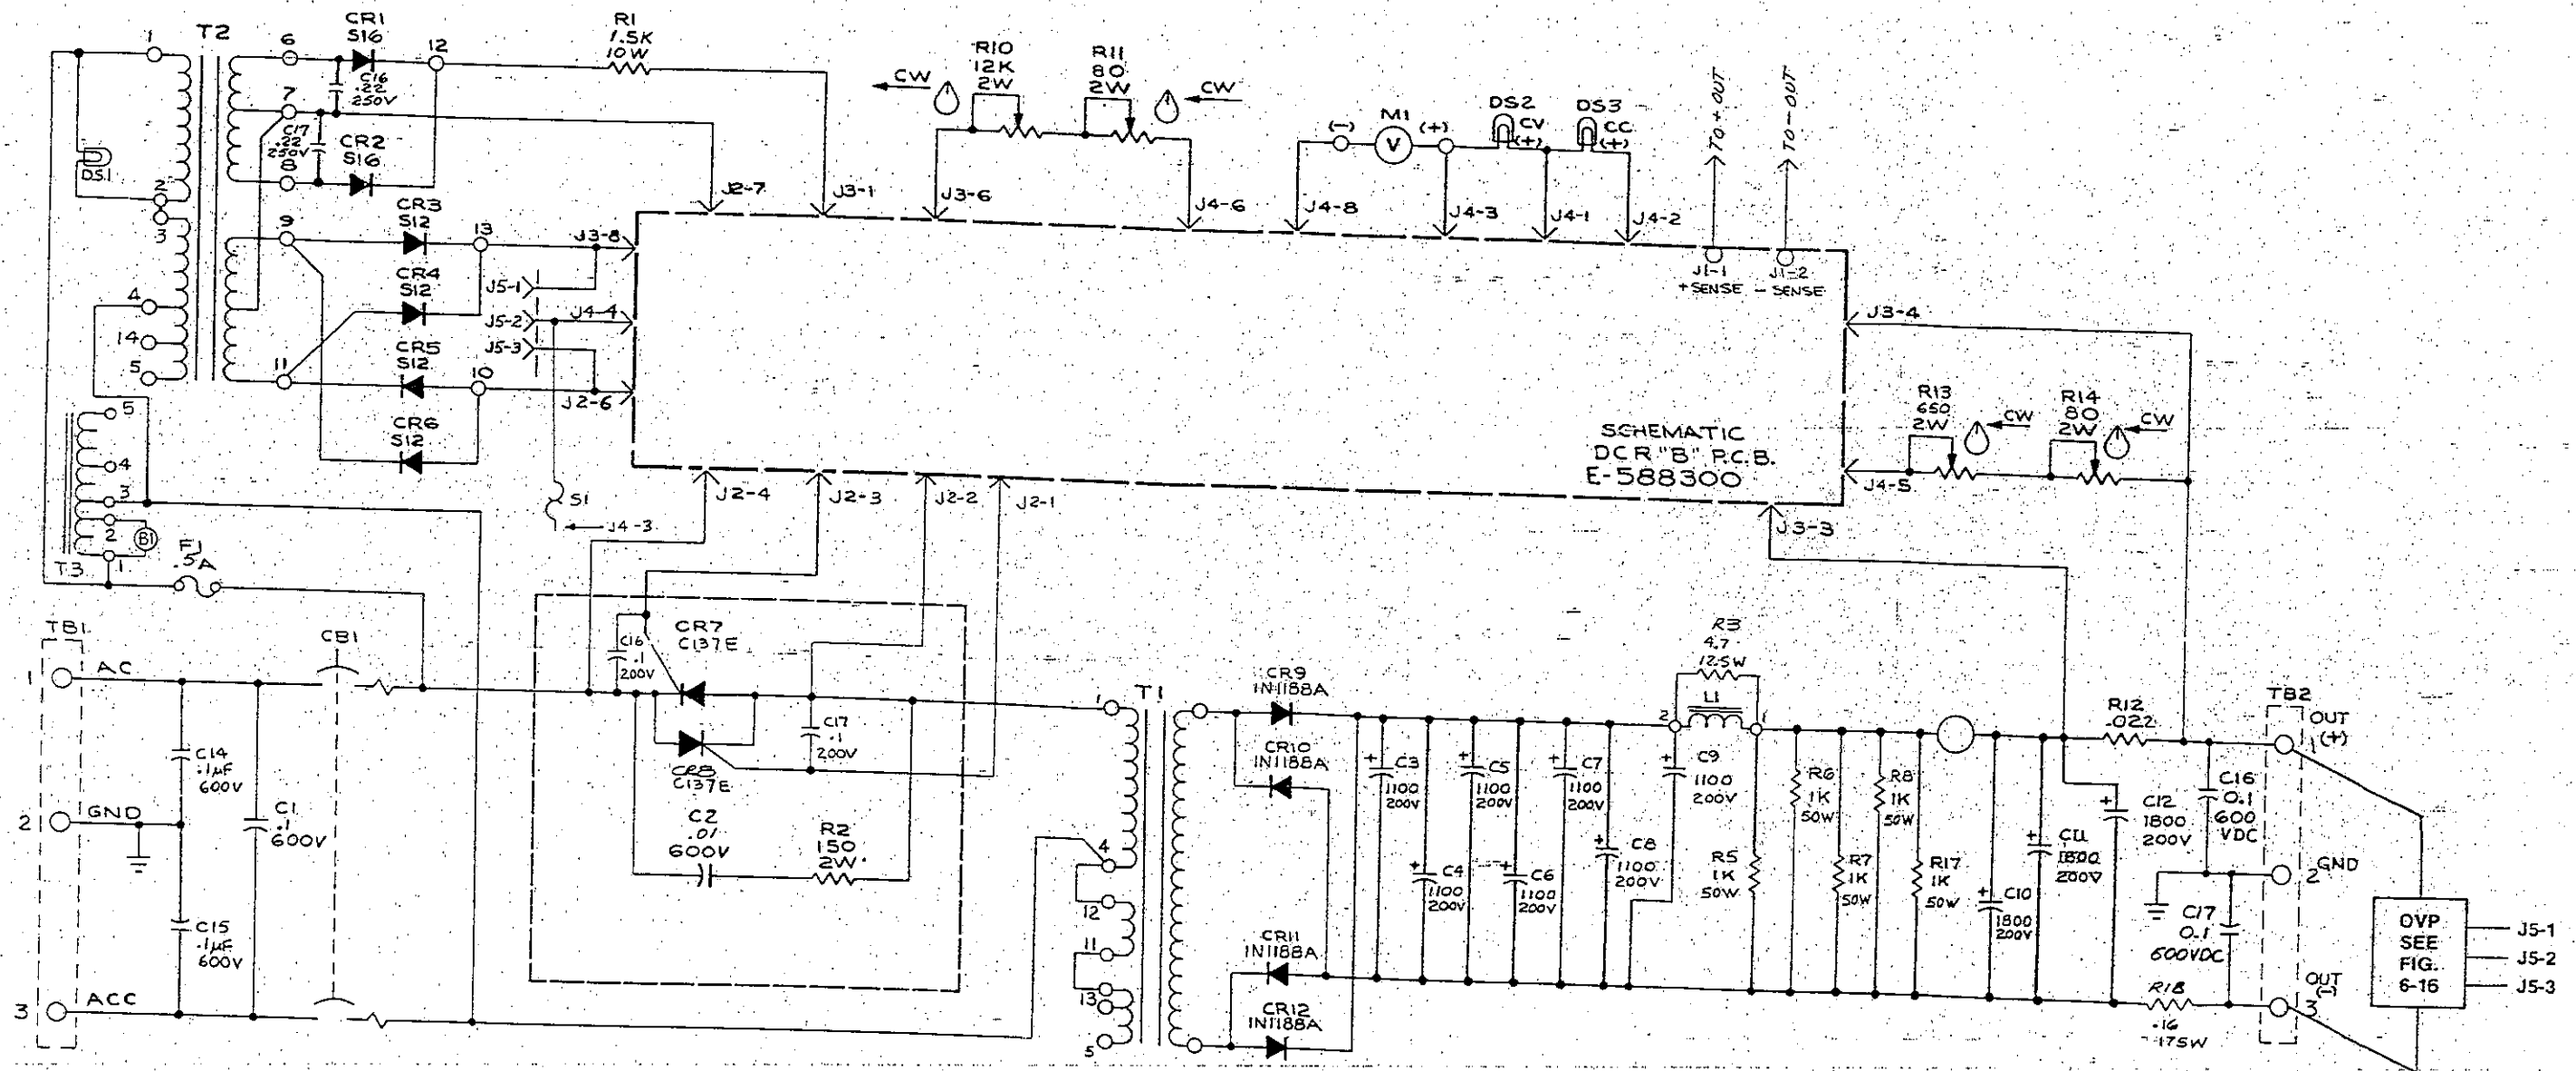 T2
1
2
3
4
14
5
DS1
6
7
8
9
11
CR1
S16
12
C16
.22
250V
C17
.22
250V
CR2
S16
CR3
S12
13
CR4
S12
CR5
S12
10
CR6
S12
R1
1.5K
10W
J2-7
J3-1
CW
R10
12K
2W
R11
80
2W
CW
J3-6
J4-6
(-)
M1
V
(+)
DS2
CV
(+)
DS3
CC
(+)
J4-8
J4-3
J4-1
J4-2
TO + OUT
TO - OUT
J1-1
+ SENSE
J1-2
- SENSE
J3-8
J5-1
J5-2
J4-4
J5-3
J2-6
S1
J4-3
J2-4
J2-3
J2-2
J2-1
SCHEMATIC
DCR "B" P.C.B.
E-588300
J3-4
R13
650
2W
CW
R14
80
2W
CW
J4-5
J3-3
5
4
3
2
B1
1
T3
F1
.5A
TB1
1
AC
CB1
2
GND
3
ACC
C14
.1µF
600V
C15
.1µF
600V
C1
.1
600V
C16
.1
200V
CR7
C137E
CR8
C137E
C17
.1
200V
C2
.01
600V
R2
150
2W
T1
1
4
12
11
13
5
CR9
IN1188A
CR10
IN1188A
CR11
IN1188A
CR12
IN1188A
C3
1100
200V
C4
1100
200V
C5
1100
200V
C6
1100
200V
C7
1100
200V
C8
1100
200V
C9
1100
200V
R3
4.7
12.5W
2
L1
1
R5
1K
50W
R6
1K
50W
R7
1K
50W
R8
1K
50W
R17
1K
50W
C10
1800
200V
C11
1800
200V
C12
1800
200V
R12
.022
C16
0.1
600
VDC
C17
0.1
600VDC
R18
.16
175W
TB2
OUT
(+)
1
2
GND
OUT
(-)
3
OVP
SEE
FIG.
6-16
J5-1
J5-2
J5-3